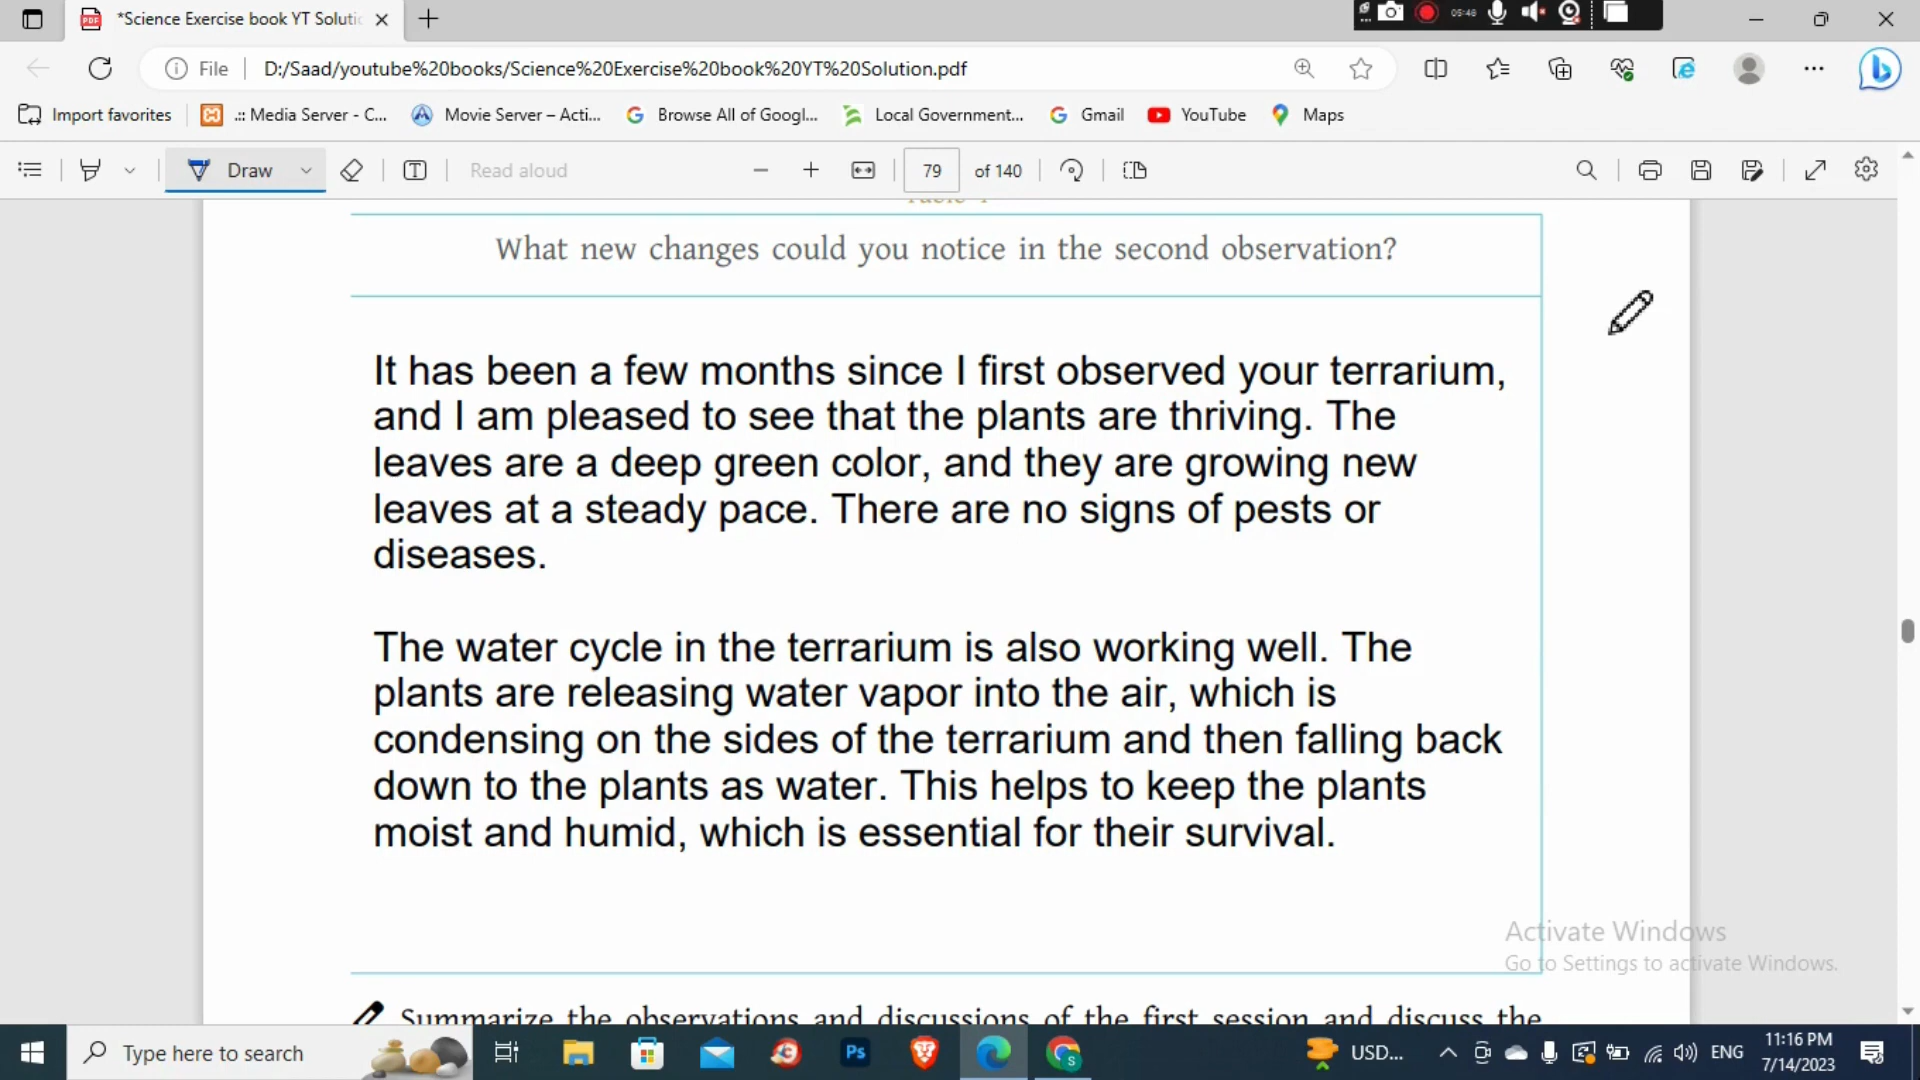 *Science Exercise book YT Soluti
05:46
File
D:/Saad/youtube%20books/Science%20Exercise%20book%20YT%20Solution.pdf
Import favorites
.:: Media Server - C...
Movie Server – Acti...
Browse All of Googl...
Local Government...
Gmail
YouTube
Maps
Draw
Read aloud
79
of 140
What new changes could you notice in the second observation?
It has been a few months since I first observed your terrarium,
and I am pleased to see that the plants are thriving. The
leaves are a deep green color, and they are growing new
leaves at a steady pace. There are no signs of pests or
diseases.
The water cycle in the terrarium is also working well. The
plants are releasing water vapor into the air, which is
condensing on the sides of the terrarium and then falling back
down to the plants as water. This helps to keep the plants
moist and humid, which is essential for their survival.
Activate Windows
Go to Settings to activate Windows.
Summarize the observations and discussions of the first session and discuss the
Type here to search
Ps
USD...
ENG
11:16 PM
7/14/2023